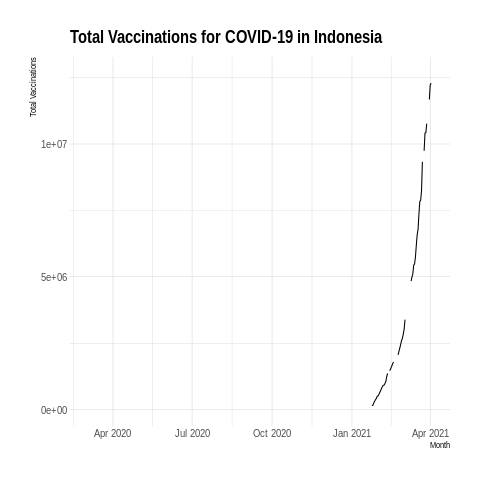 Total Vaccinations for COVID-19 in Indonesia
Total Vaccinations
1e+07
5e+06
0e+00
Apr 2020 Jul 2020 Oct 2020 Jan 2021 Apr 2021
Month